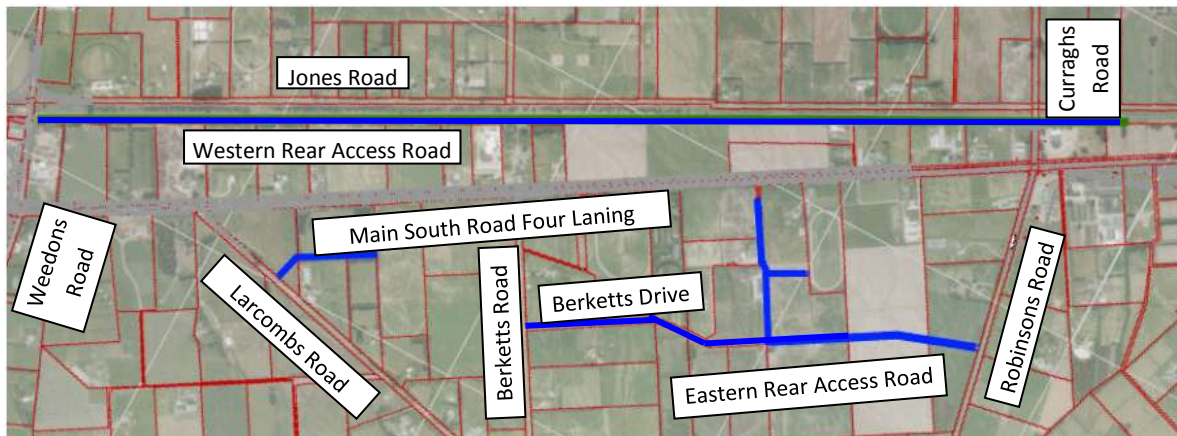 Jones Road
Curraghs
Road
Western Rear Access Road
Main South Road Four Laning
Weedons
Road
Larcombs Road
Berketts Road
Berketts Drive
Robinsons Road
Eastern Rear Access Road